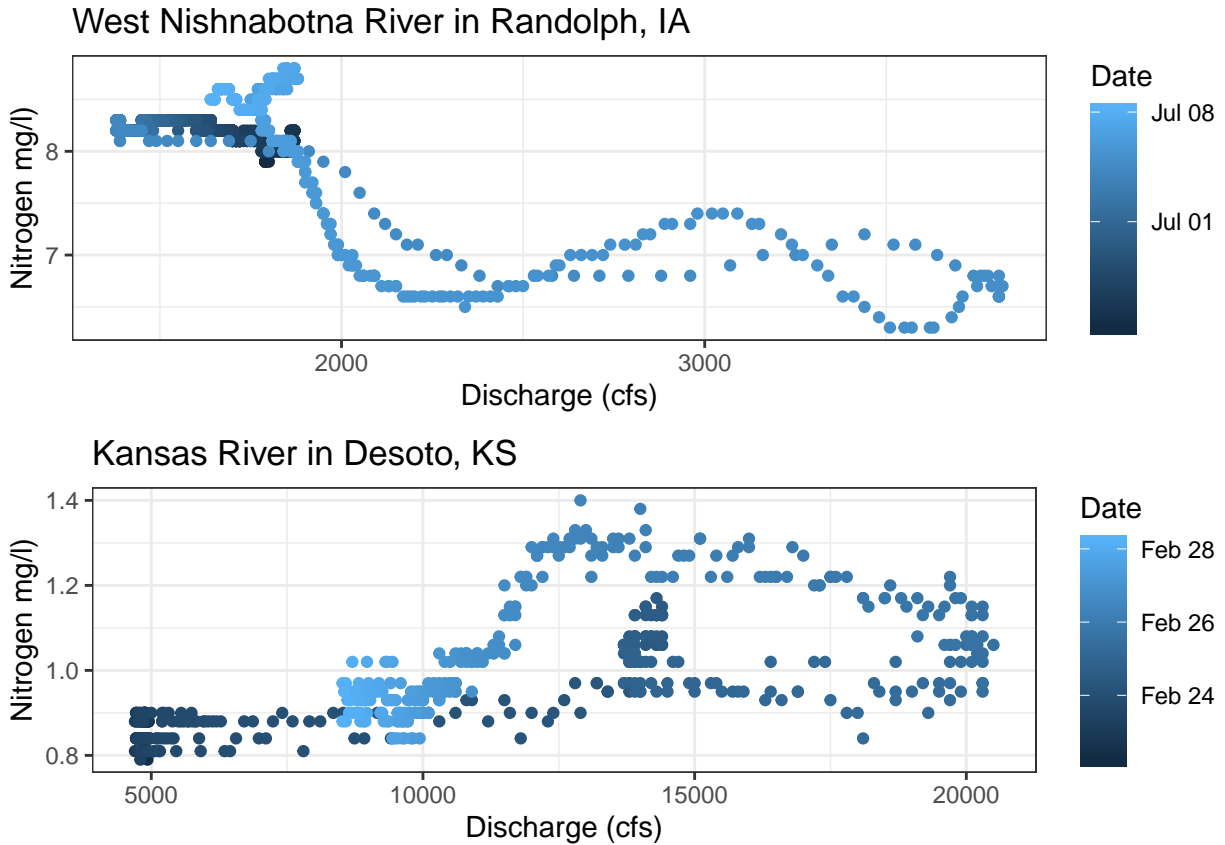 West Nishnabotna River in Randolph, IA
Nitrogen mg/l)
8
7
2000
3000
Discharge (cfs)
Date
Jul 08
Jul 01
Kansas River in Desoto, KS
Nitrogen mg/l)
1.4
1.2
1.0
0.8
5000
10000
15000
20000
Discharge (cfs)
Date
Feb 28
Feb 26
Feb 24